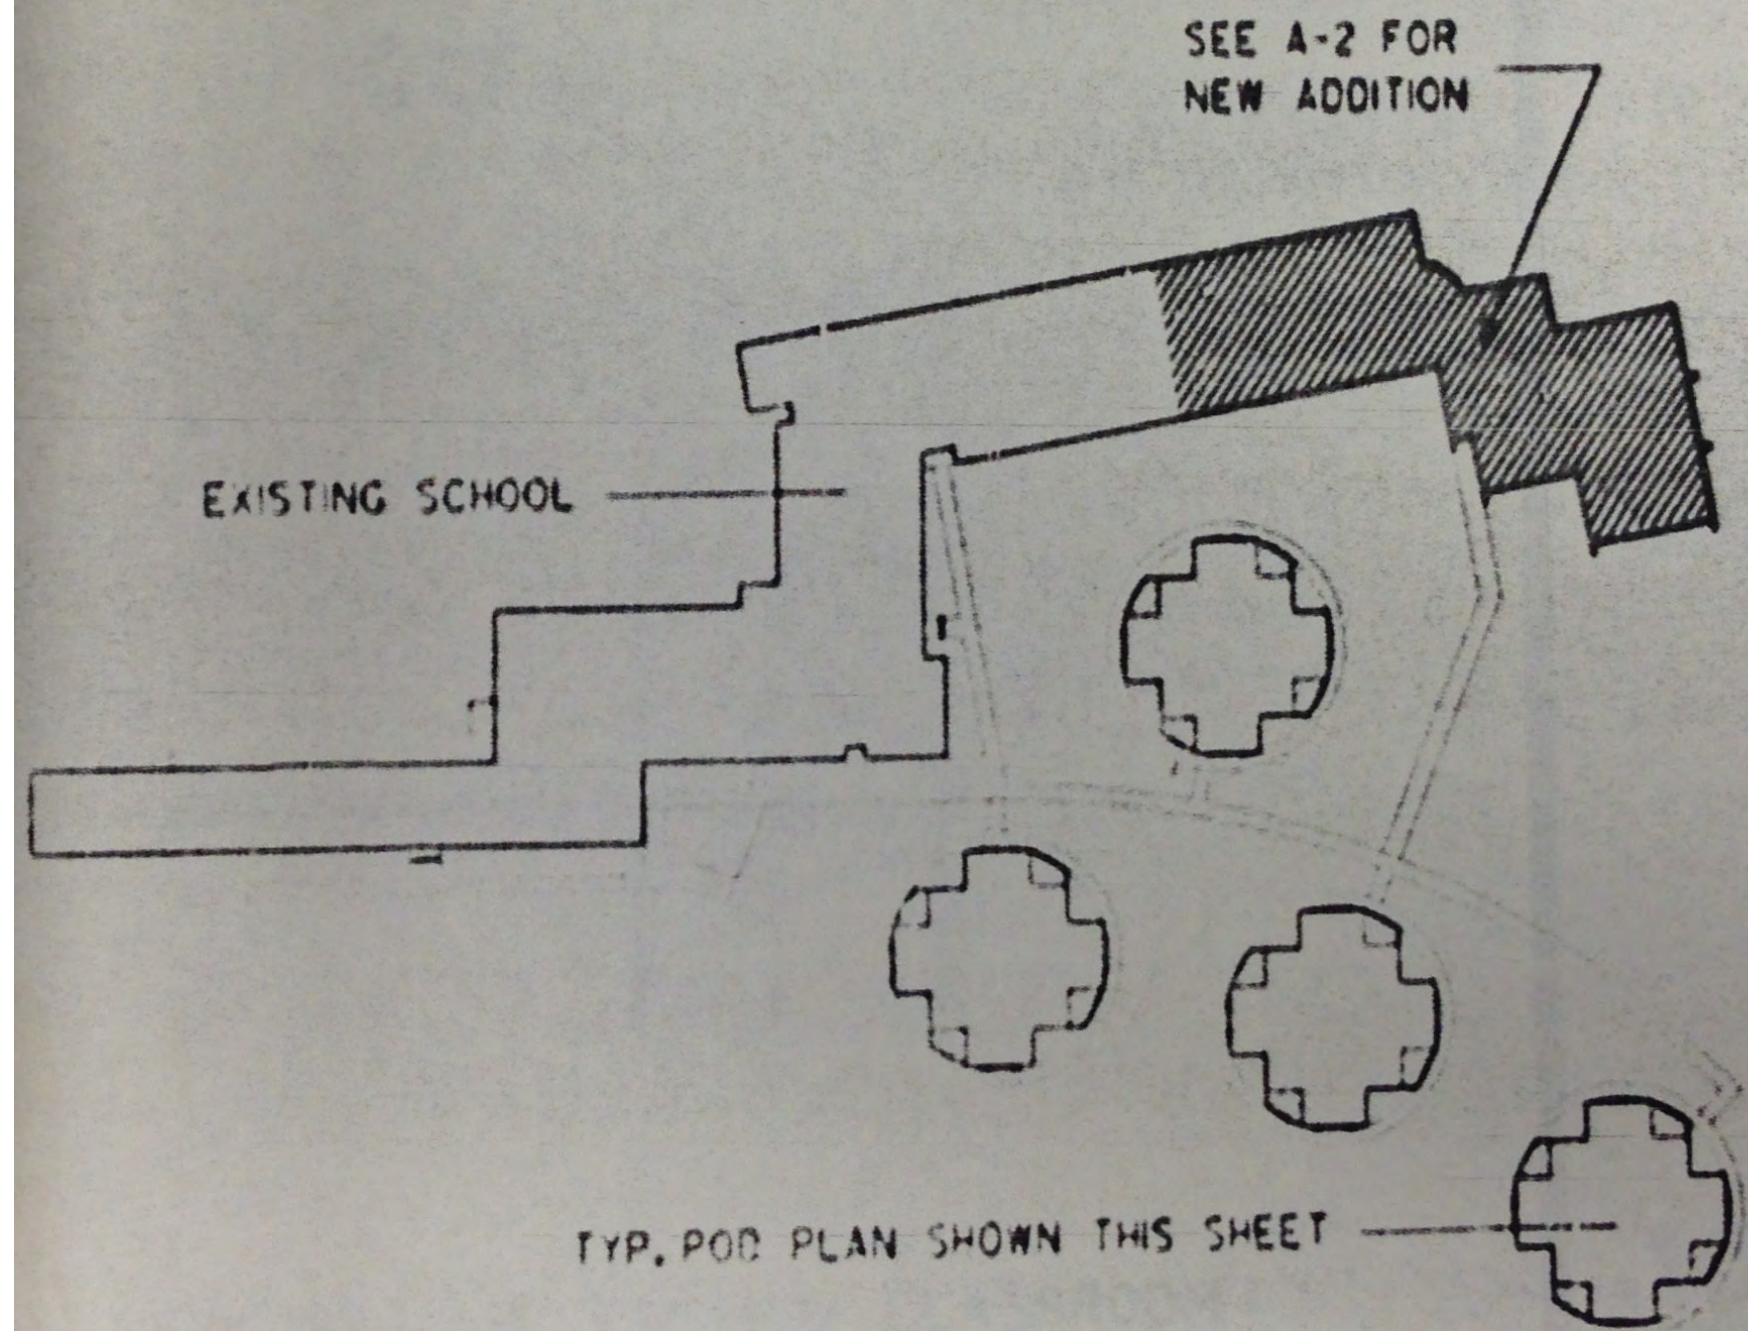 SEE A-2 FOR
NEW ADDITION
EXISTING SCHOOL
TYP. POD PLAN SHOWN THIS SHEET